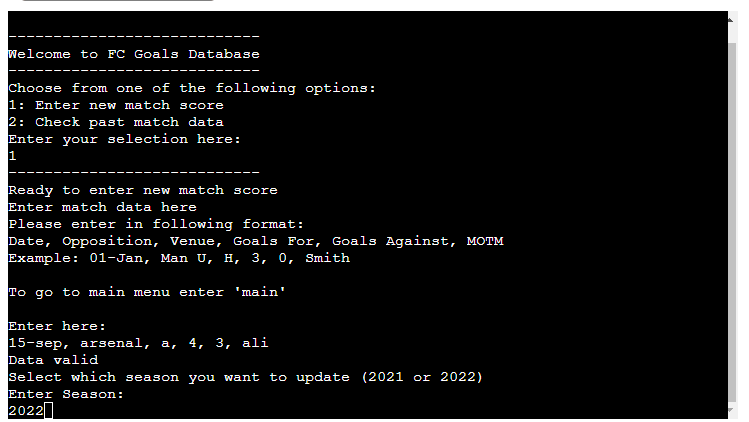 ----------------------------
Welcome to FC Goals Database
----------------------------
Choose from one of the following options:
1: Enter new match score
2: Check past match data
Enter your selection here:
1
----------------------------
Ready to enter new match score
Enter match data here
Please enter in following format:
Date, Opposition, Venue, Goals For, Goals Against, MOTM
Example: 01-Jan, Man U, H, 3, 0, Smith
To go to main menu enter 'main'
Enter here:
15-sep, arsenal, a, 4, 3, ali
Data valid
Select which season you want to update (2021 or 2022)
Enter Season:
2022